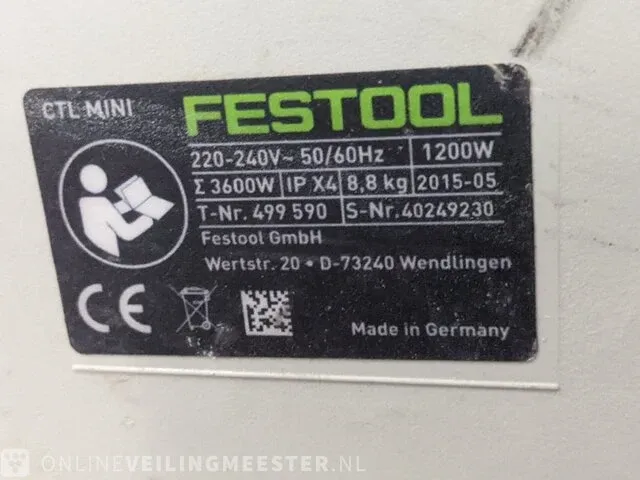 CTL MINI
FESTOOL
220-240V~ 50/60Hz 1200W
Σ 3600W IP X4 8,8 kg 2015-05
T-Nr. 499 590 S-Nr. 40249230
Festool GmbH
Wertstr. 20 • D-73240 Wendlingen
CE
Made in Germany
ONLINEVEILINGMEESTER.NL